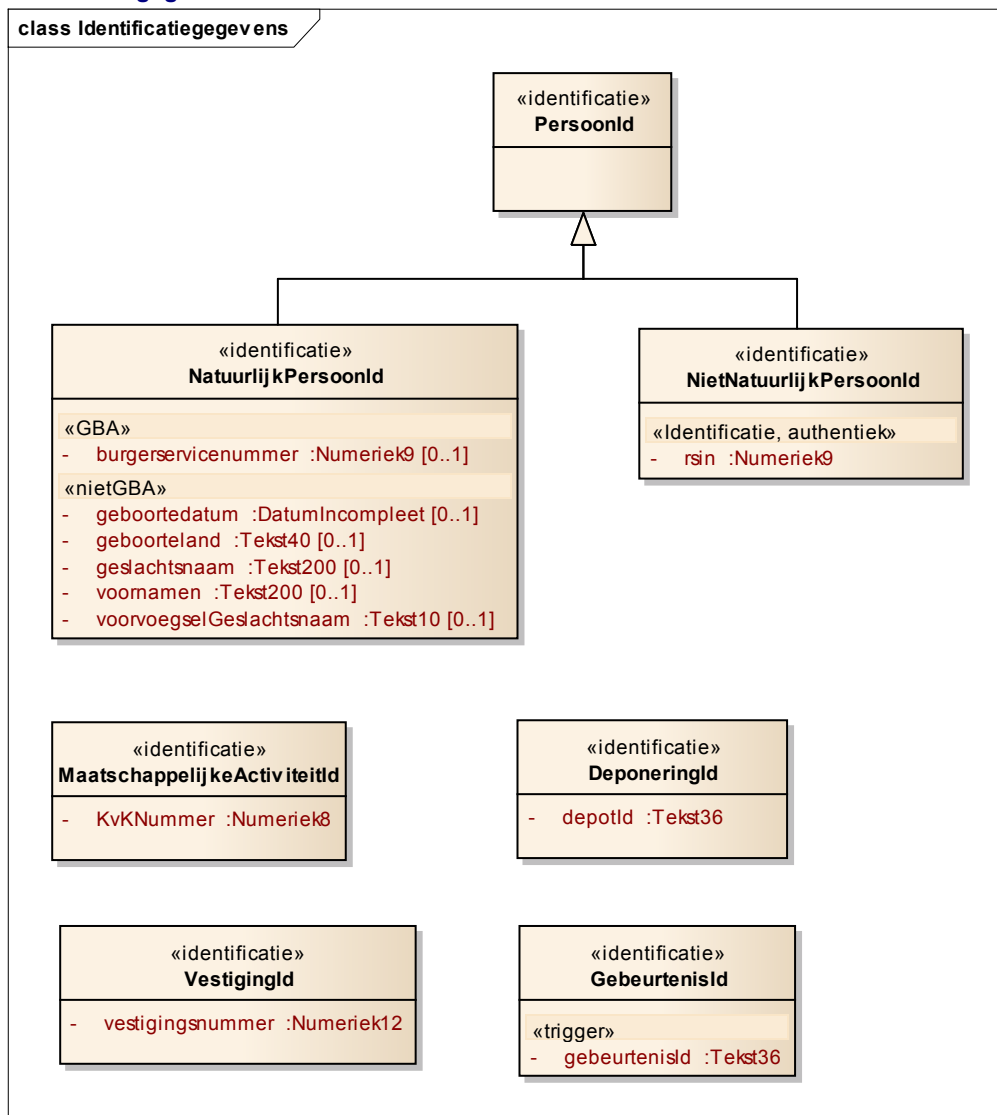 class Identificatiegegevens
«identificatie»
PersoonId
«identificatie»
NatuurlijkPersoonId
«GBA»
- burgerservicenummer :Numeriek9 [0..1]
«nietGBA»
- geboortedatum :DatumIncompleet [0..1]
- geboorteland :Tekst40 [0..1]
- geslachtsnaam :Tekst200 [0..1]
- voornamen :Tekst200 [0..1]
- voorvoegselGeslachtsnaam :Tekst10 [0..1]
«identificatie»
NietNatuurlijkPersoonId
«Identificatie, authentiek»
- rsin :Numeriek9
«identificatie»
MaatschappelijkeActiviteitId
- KvKNummer :Numeriek8
«identificatie»
DeponeringId
- depotId :Tekst36
«identificatie»
VestigingId
- vestigingsnummer :Numeriek12
«identificatie»
GebeurtenisId
«trigger»
- gebeurtenisId :Tekst36